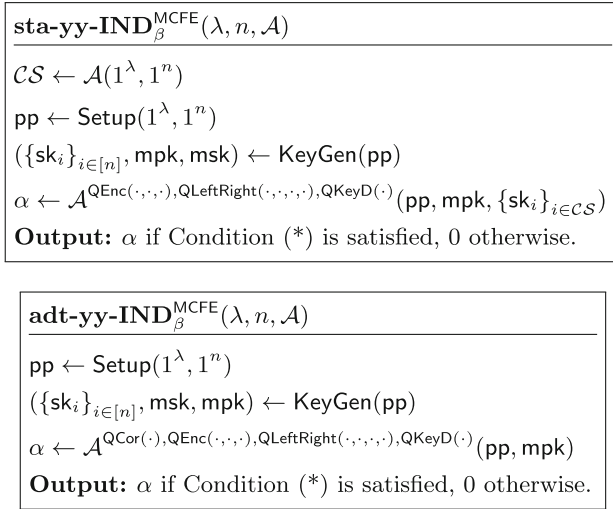 sta-yy-IND^MCFE_β(λ, n, 𝒜)
𝒞𝒮 ← 𝒜(1^λ, 1^n)
pp ← Setup(1^λ, 1^n)
({sk_i}_{i∈[n]}, mpk, msk) ← KeyGen(pp)
α ← 𝒜^{QEnc(·,·,·),QLeftRight(·,·,·,·),QKeyD(·)}(pp, mpk, {sk_i}_{i∈𝒞𝒮})
Output: α if Condition (*) is satisfied, 0 otherwise.
adt-yy-IND^MCFE_β(λ, n, 𝒜)
pp ← Setup(1^λ, 1^n)
({sk_i}_{i∈[n]}, msk, mpk) ← KeyGen(pp)
α ← 𝒜^{QCor(·),QEnc(·,·,·),QLeftRight(·,·,·,·),QKeyD(·)}(pp, mpk)
Output: α if Condition (*) is satisfied, 0 otherwise.